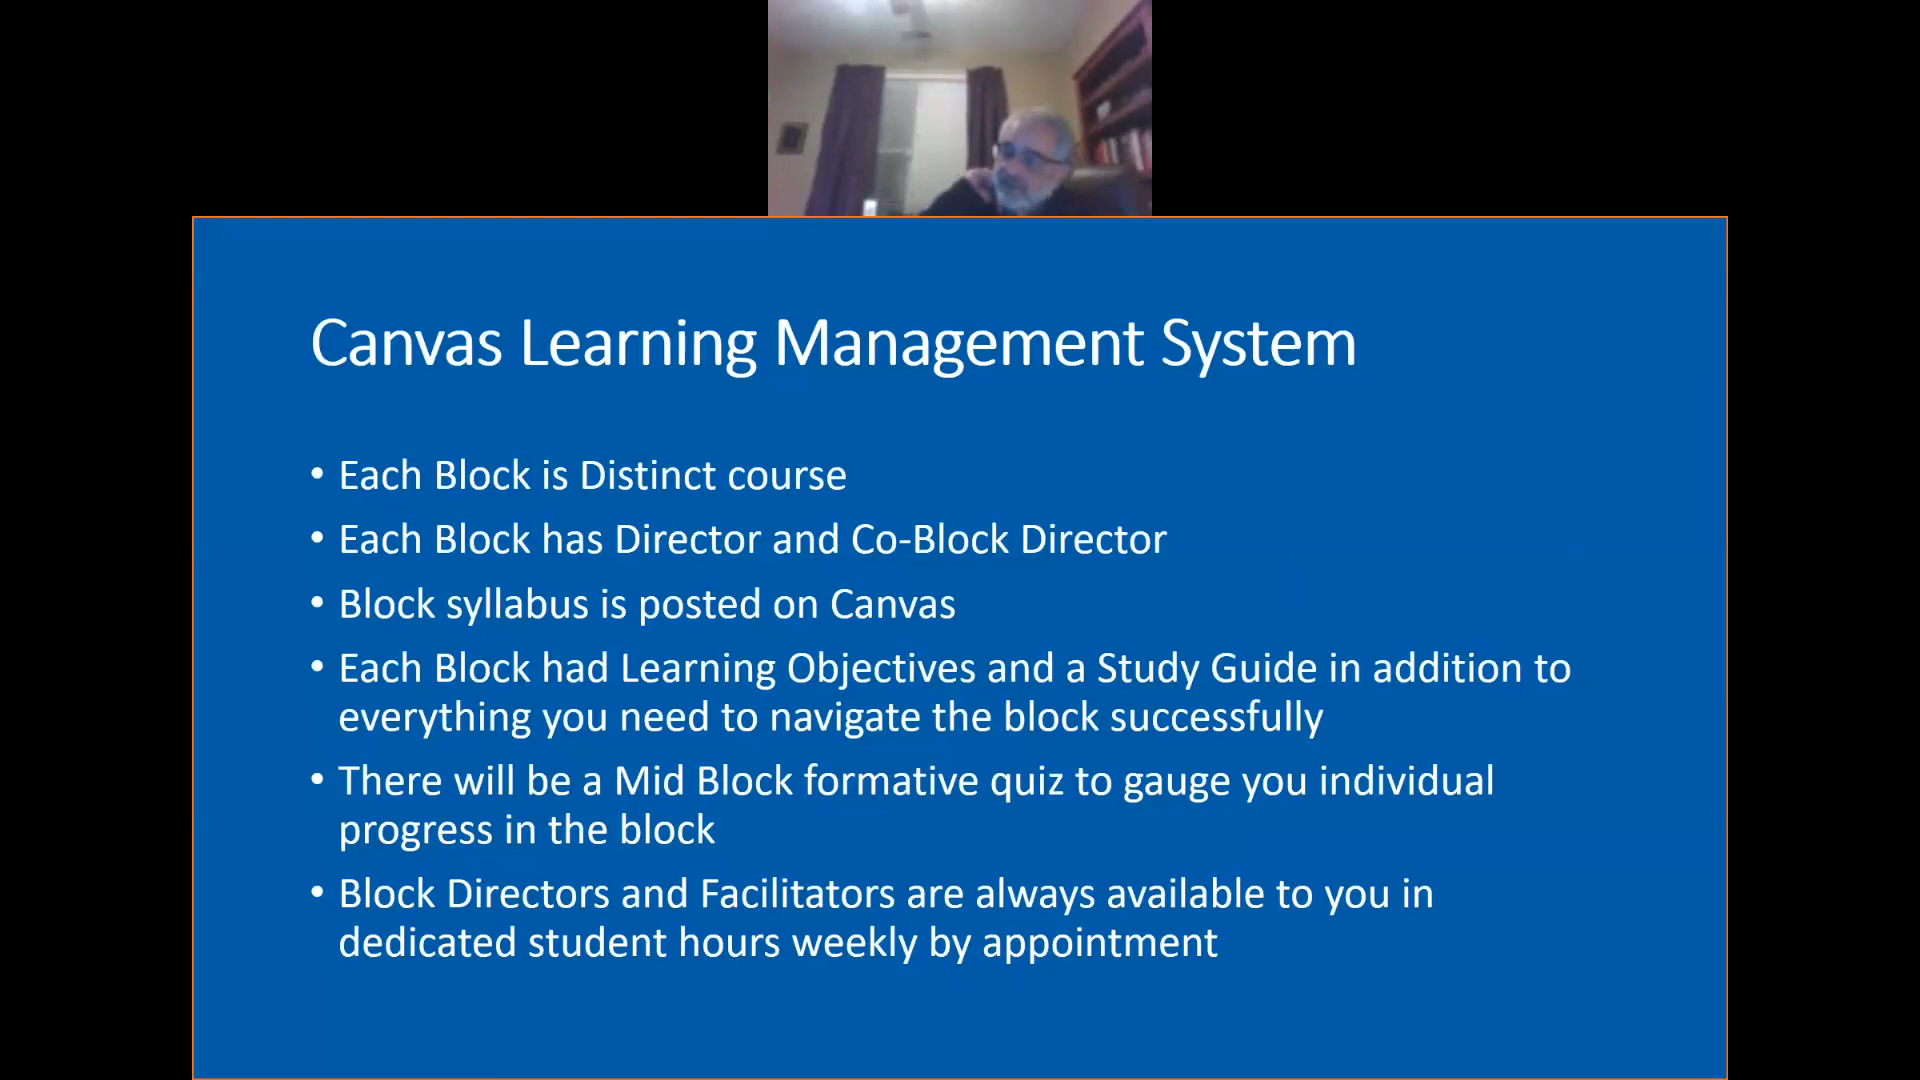 Canvas Learning Management System
• Each Block is Distinct course
• Each Block has Director and Co-Block Director
• Block syllabus is posted on Canvas
• Each Block had Learning Objectives and a Study Guide in addition to
everything you need to navigate the block successfully
• There will be a Mid Block formative quiz to gauge you individual
progress in the block
• Block Directors and Facilitators are always available to you in
dedicated student hours weekly by appointment